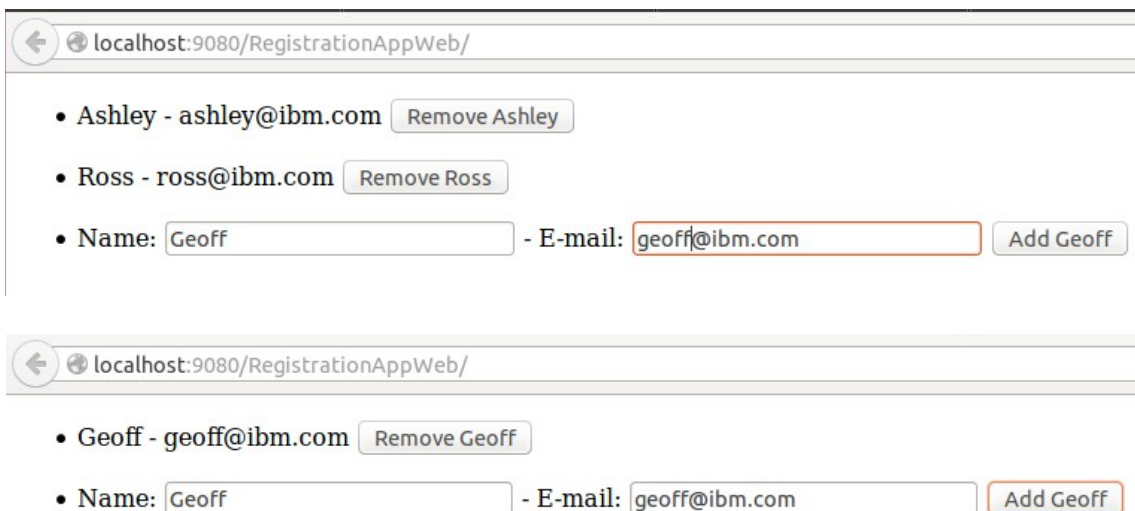 localhost:9080/RegistrationAppWeb/
Ashley - ashley@ibm.com Remove Ashley
Ross - ross@ibm.com Remove Ross
Name: Geoff - E-mail: geoff@ibm.com Add Geoff
localhost:9080/RegistrationAppWeb/
Geoff - geoff@ibm.com Remove Geoff
Name: Geoff - E-mail: geoff@ibm.com Add Geoff